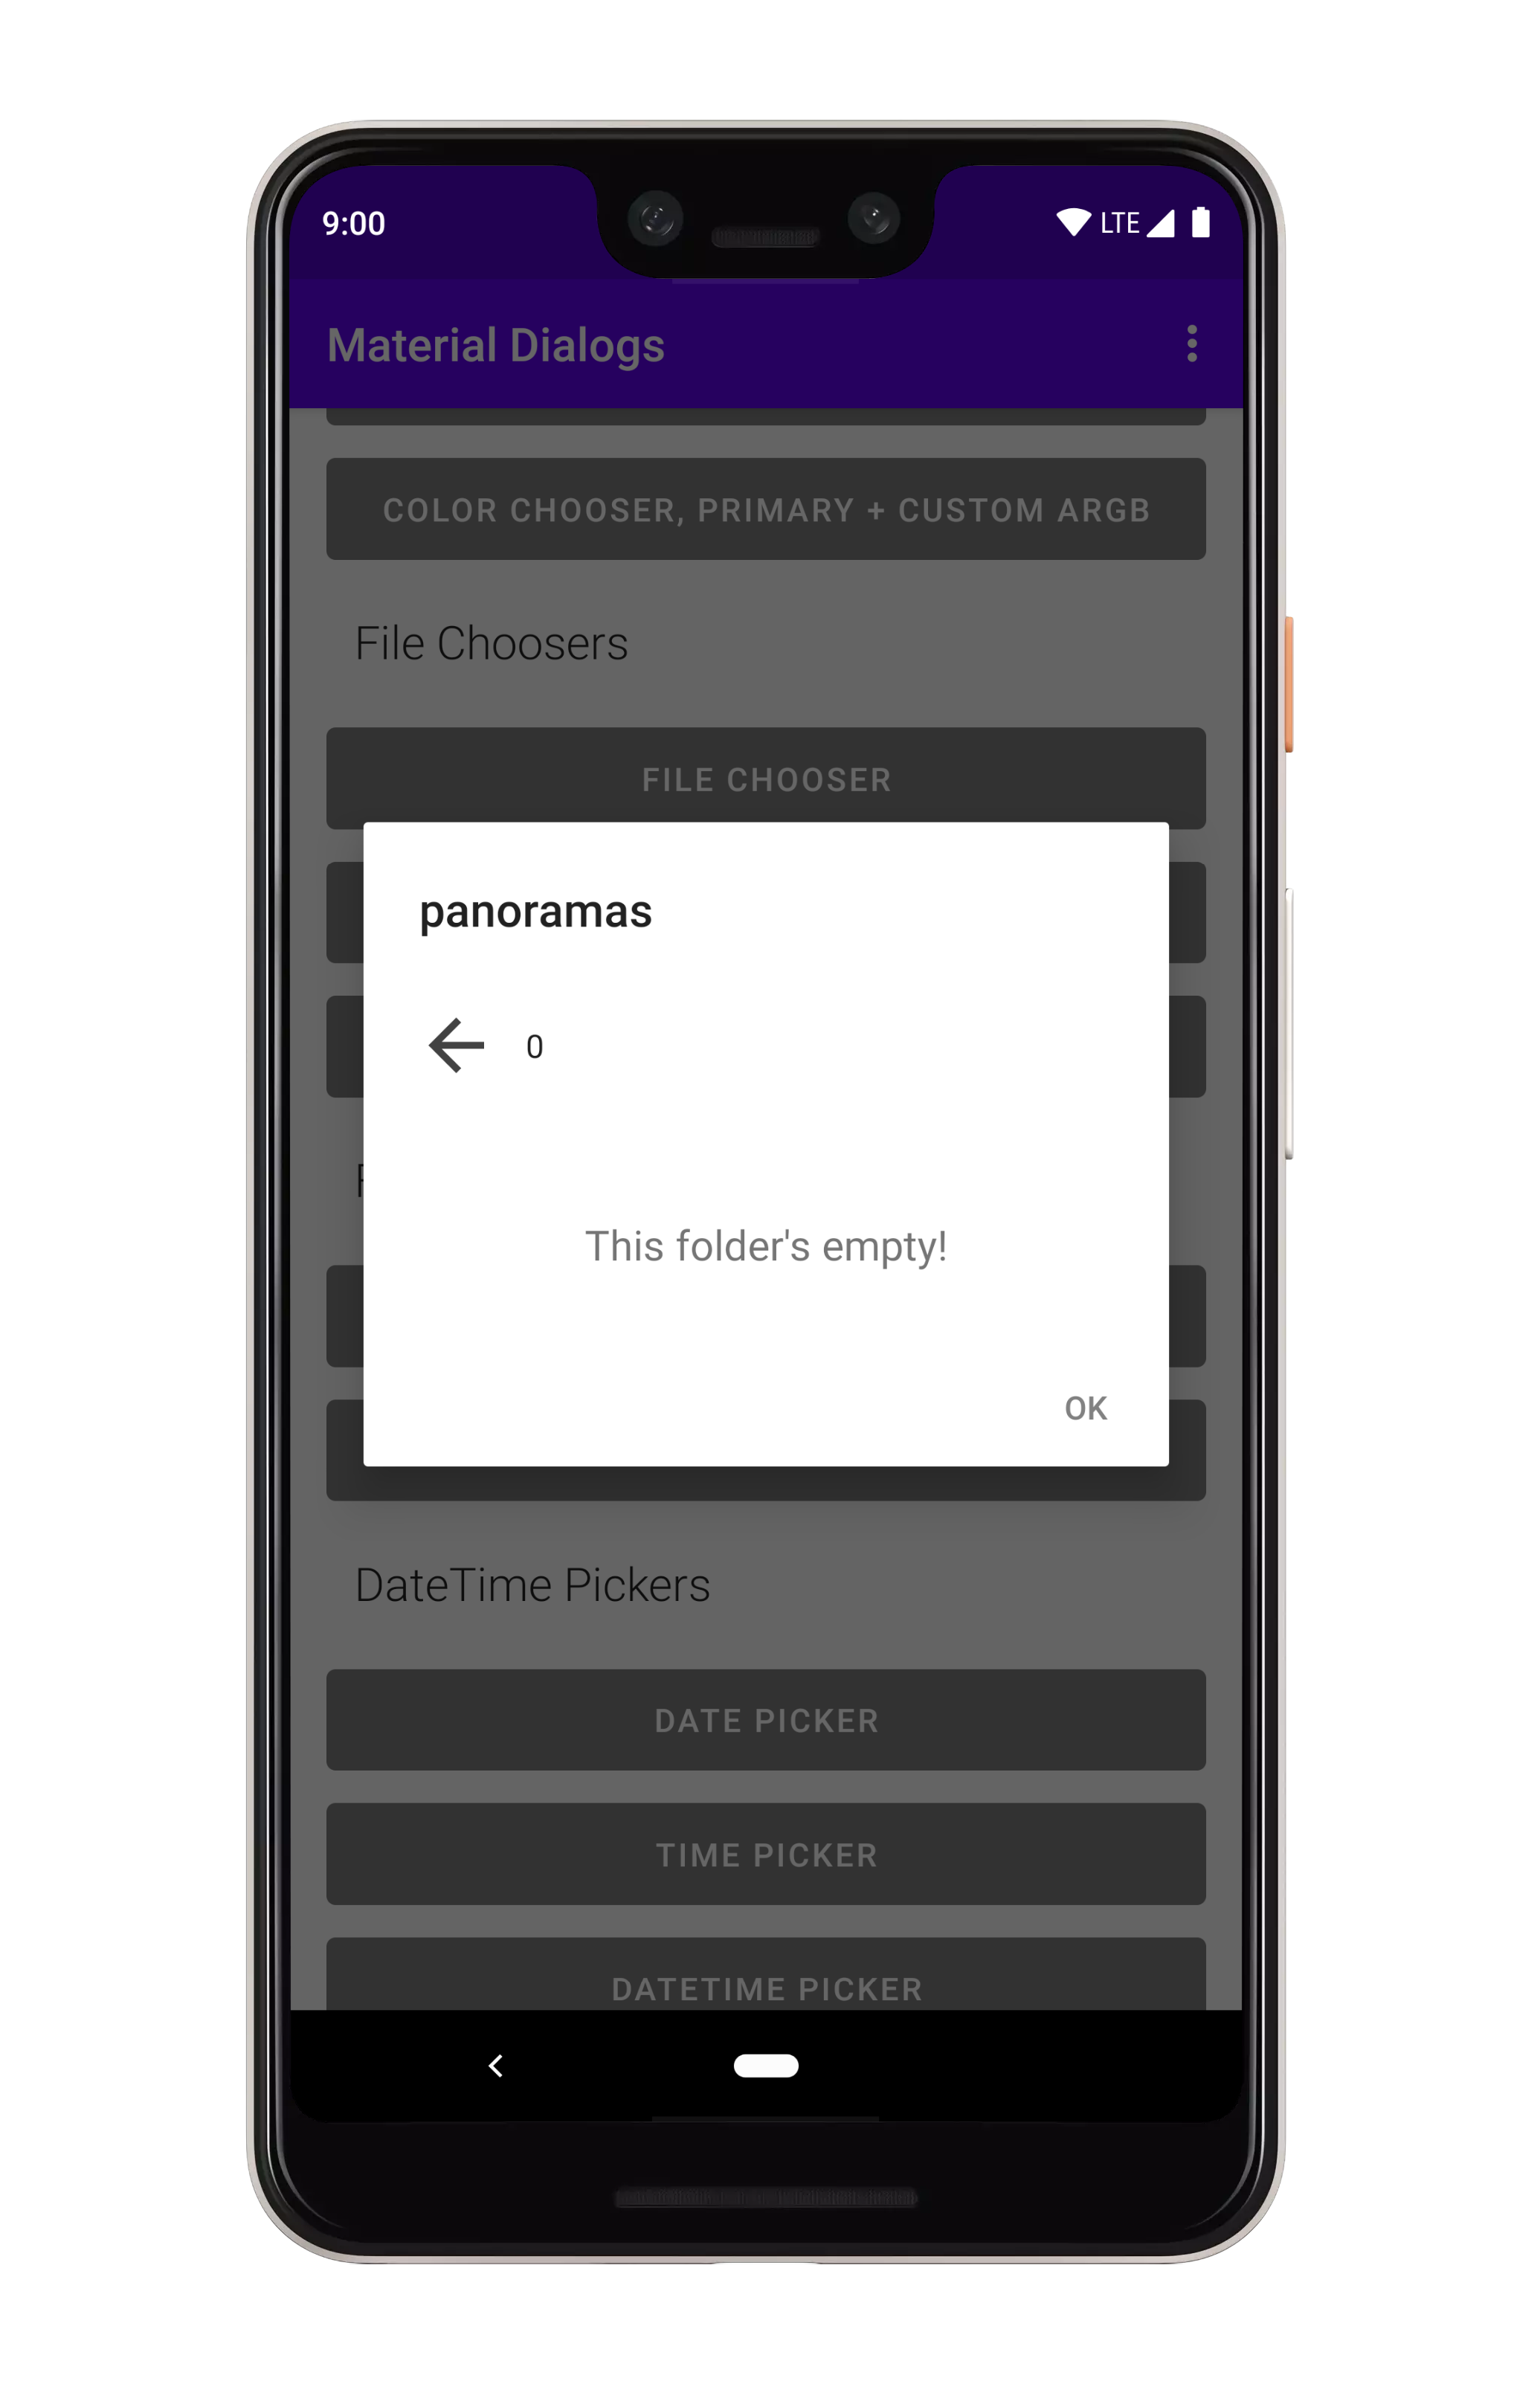 9:00
LTE
Material Dialogs
COLOR CHOOSER, PRIMARY + CUSTOM ARGB
File Choosers
FILE CHOOSER
panoramas
0
This folder's empty!
OK
DateTime Pickers
DATE PICKER
TIME PICKER
DATETIME PICKER